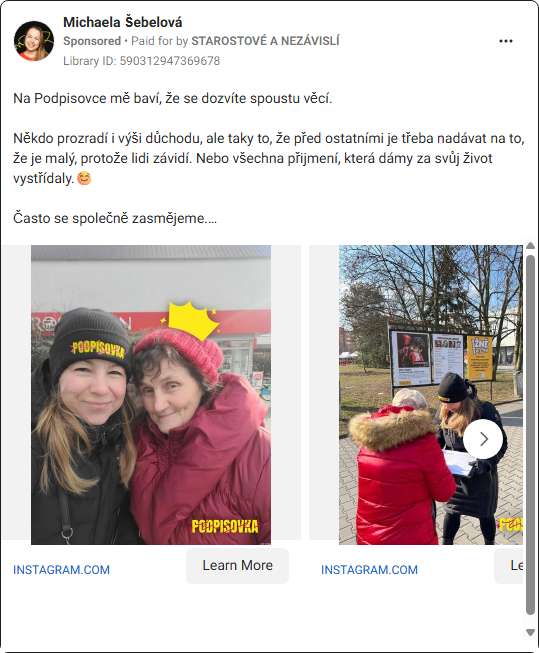 Michaela Šebelová
Sponsored • Paid for by STAROSTOVÉ A NEZÁVISLÍ
Library ID: 590312947369678
Na Podpisovce mě baví, že se dozvíte spoustu věcí.
Někdo prozradí i výši důchodu, ale taky to, že před ostatními je třeba nadávat na to,
že je malý, protože lidi závidí. Nebo všechna přijmení, která dámy za svůj život
vystřídaly.
Často se společně zasmějeme....
PODPISOVKA
PODPISOVKA
INSTAGRAM.COM
Learn More
INSTAGRAM.COM
Le